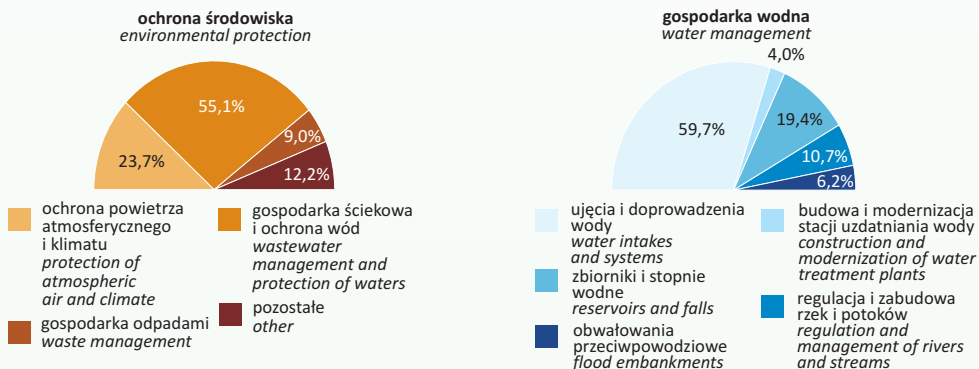 ochrona środowiska
environmental protection
55,1%
23,7%
9,0%
12,2%
ochrona powietrza
atmosferycznego
i klimatu
protection of
atmospheric
air and climate
gospodarka odpadami
waste management
gospodarka ściekowa
i ochrona wód
wastewater
management and
protection of waters
pozostałe
other
gospodarka wodna
water management
4,0%
59,7%
19,4%
10,7%
6,2%
ujęcia i doprowadzenia
wody
water intakes
and systems
zbiorniki i stopnie
wodne
reservoirs and falls
obwałowania
przeciwpowodziowe
flood embankments
budowa i modernizacja
stacji uzdatniania wody
construction and
modernization of water
treatment plants
regulacja i zabudowa
rzek i potoków
regulation and
management of rivers
and streams